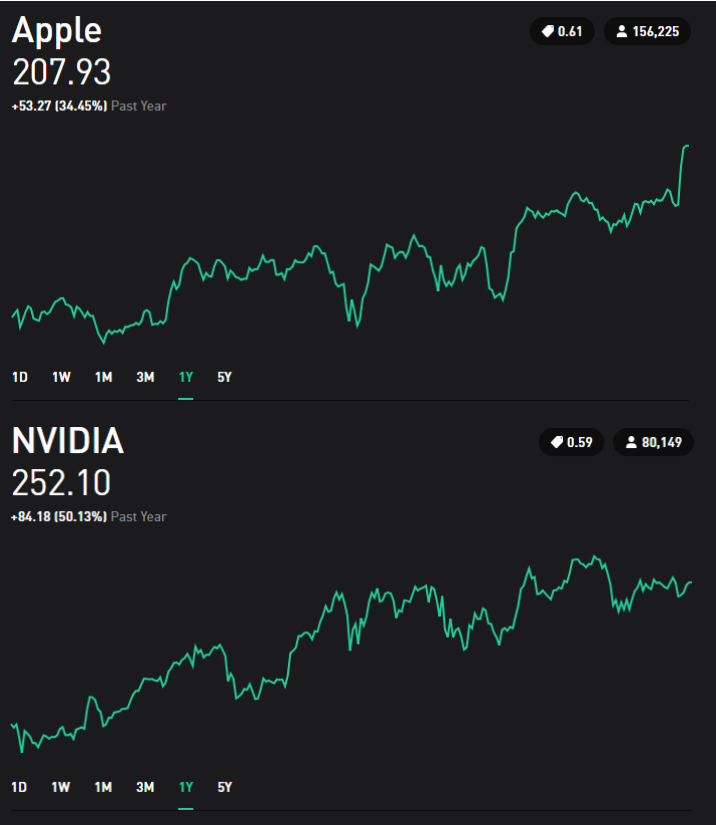 Apple
0.61 156,225
207.93
+53.27 (34.45%) Past Year
1D 1W 1M 3M 1Y 5Y
NVIDIA
0.59 80,149
252.10
+84.18 (50.13%) Past Year
1D 1W 1M 3M 1Y 5Y